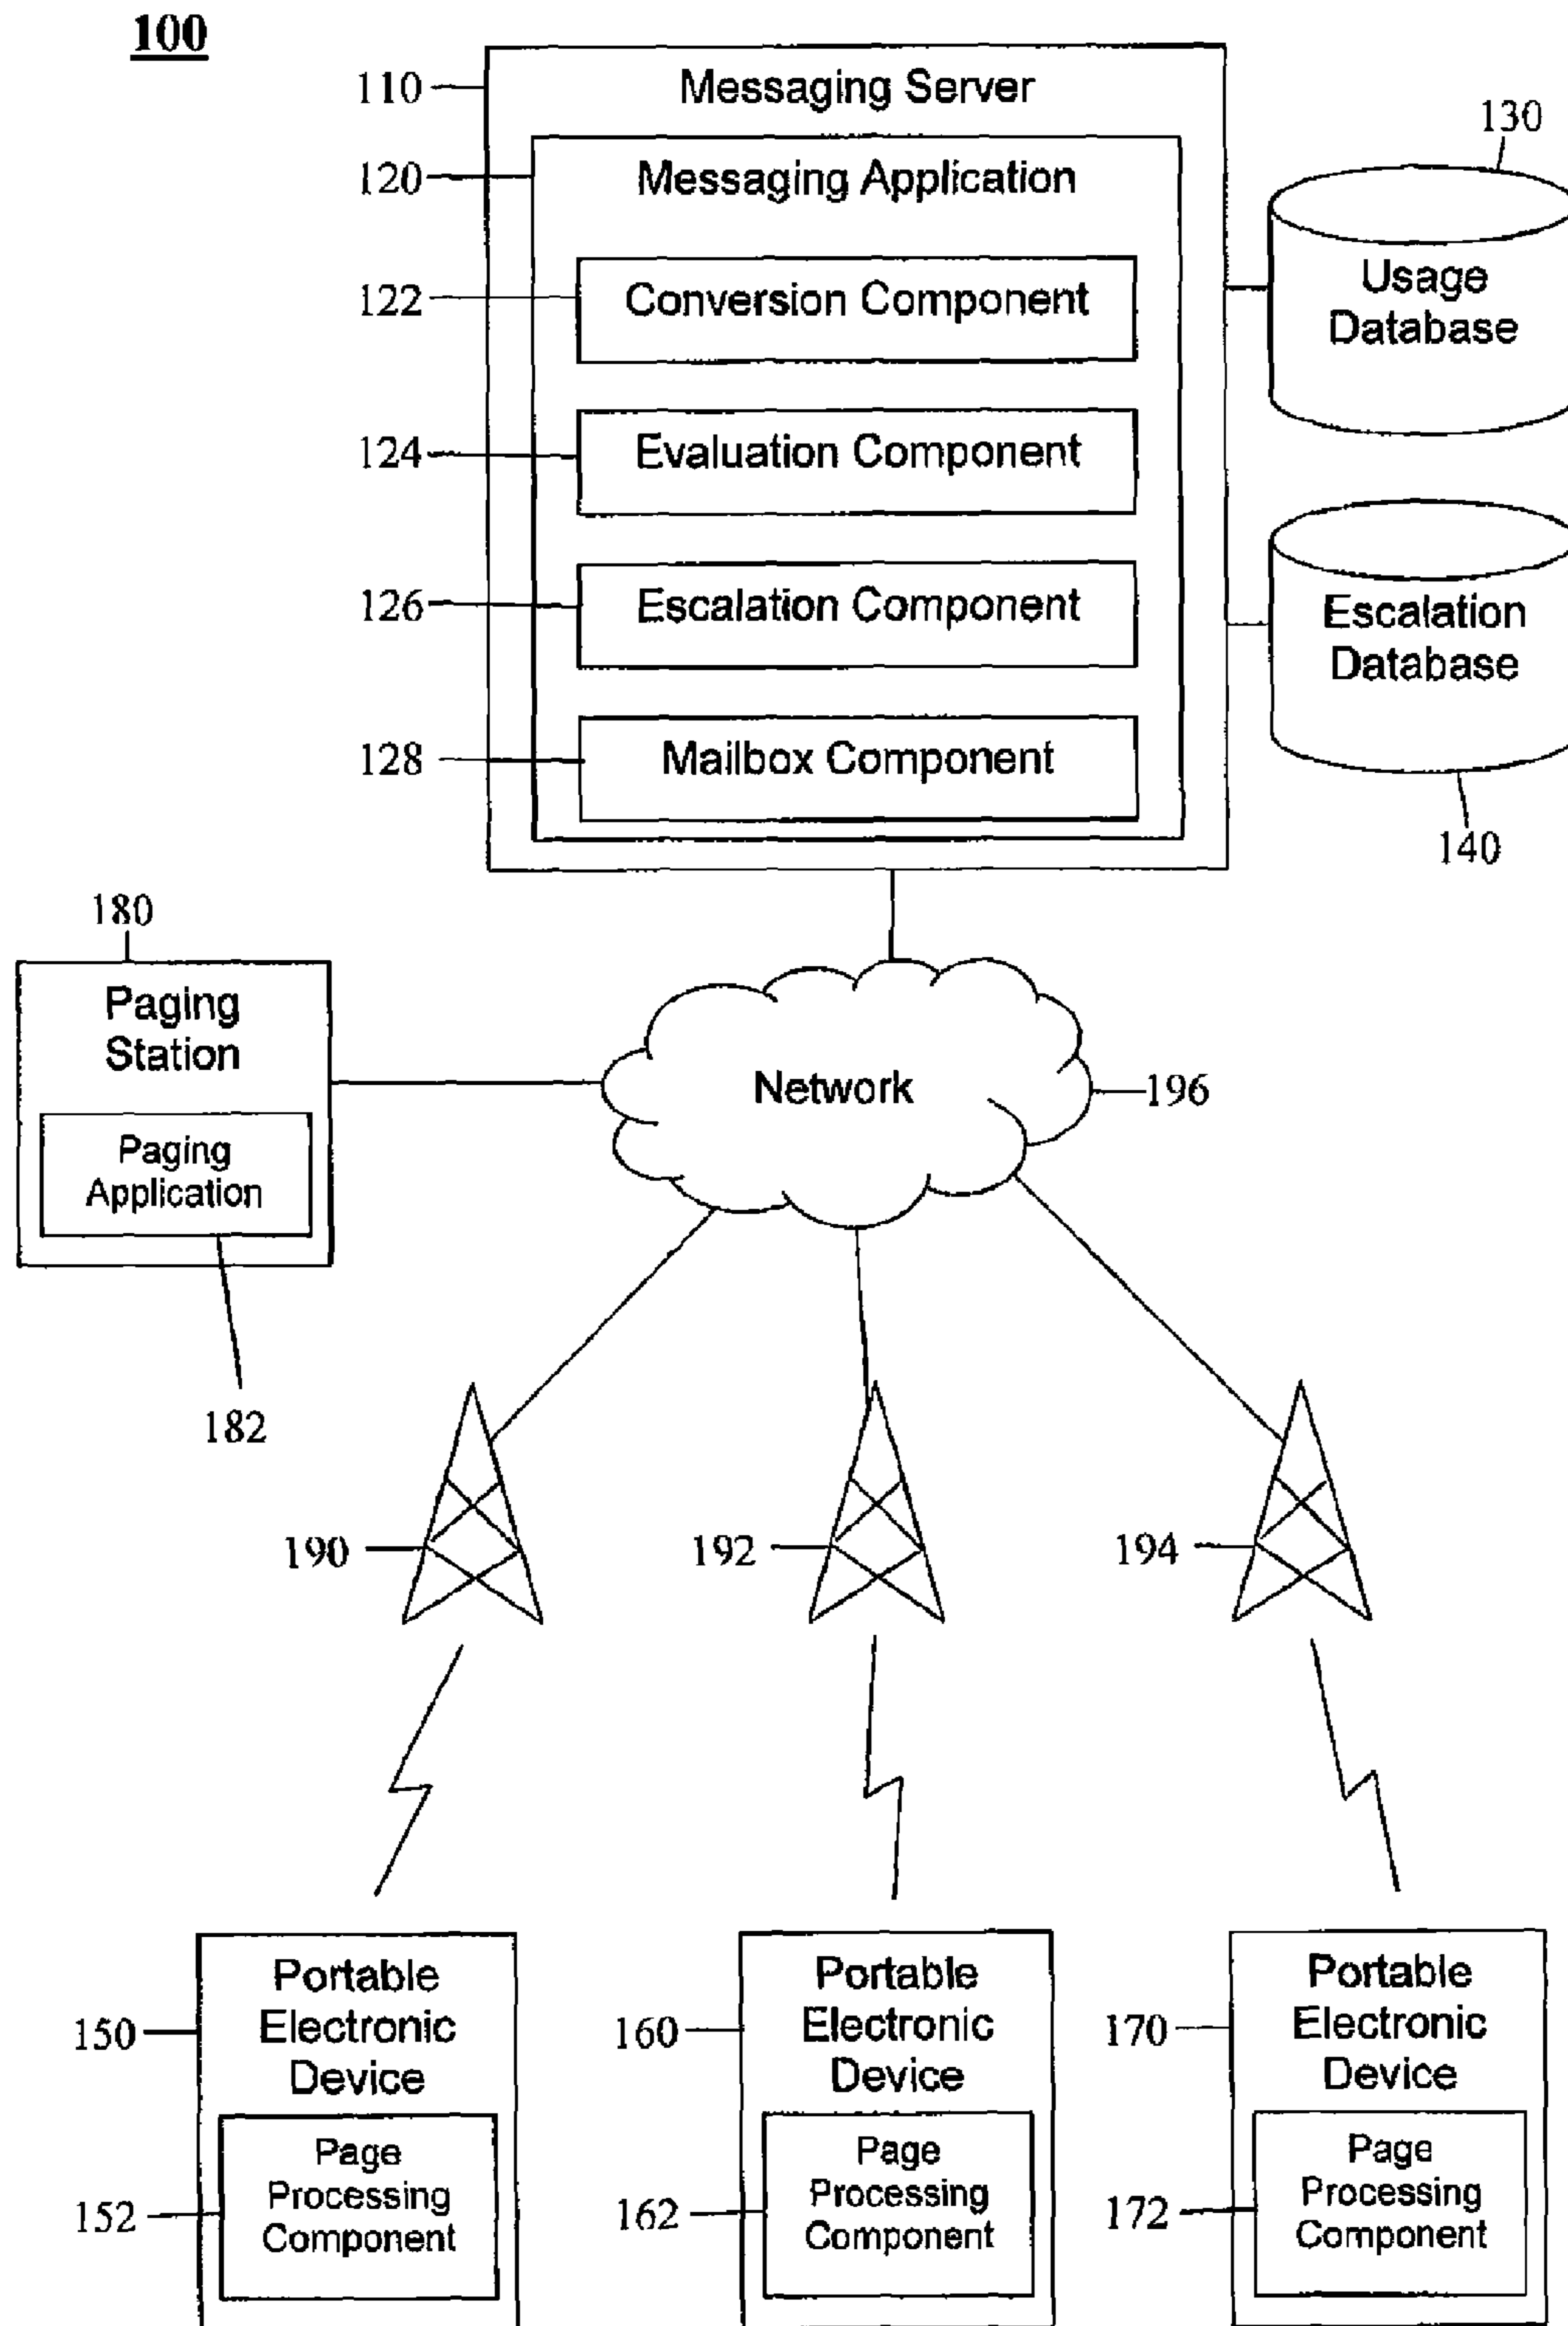 100
110
Messaging Server
130
120
Messaging Application
122
Conversion Component
Usage
Database
124
Evaluation Component
126
Escalation Component
Escalation
Database
128
Mailbox Component
140
180
Paging
Station
Network
196
Paging
Application
182
190
192
194
Portable
Electronic
Device
150
Page
Processing
Component
152
Portable
Electronic
Device
160
Page
Processing
Component
162
Portable
Electronic
Device
170
Page
Processing
Component
172